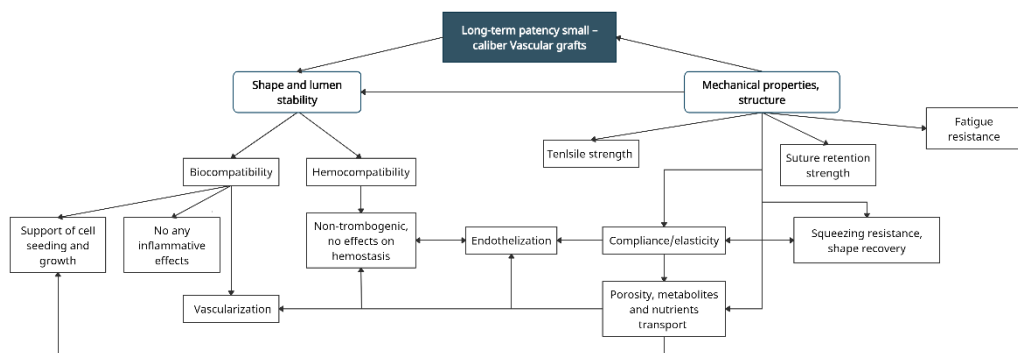 Long-term patency small –
caliber Vascular grafts
Shape and lumen
stability
Mechanical properties,
structure
Fatigue
resistance
Tenlsile strength
Suture retention
strength
Biocompatibility
Hemocompatibility
Support of cell
seeding and
growth
No any
inflammative
effects
Non-trombogenic,
no effects on
hemostasis
Endothelization
Compliance/elasticity
Squeezing resistance,
shape recovery
Vascularization
Porosity, metabolites
and nutrients
transport